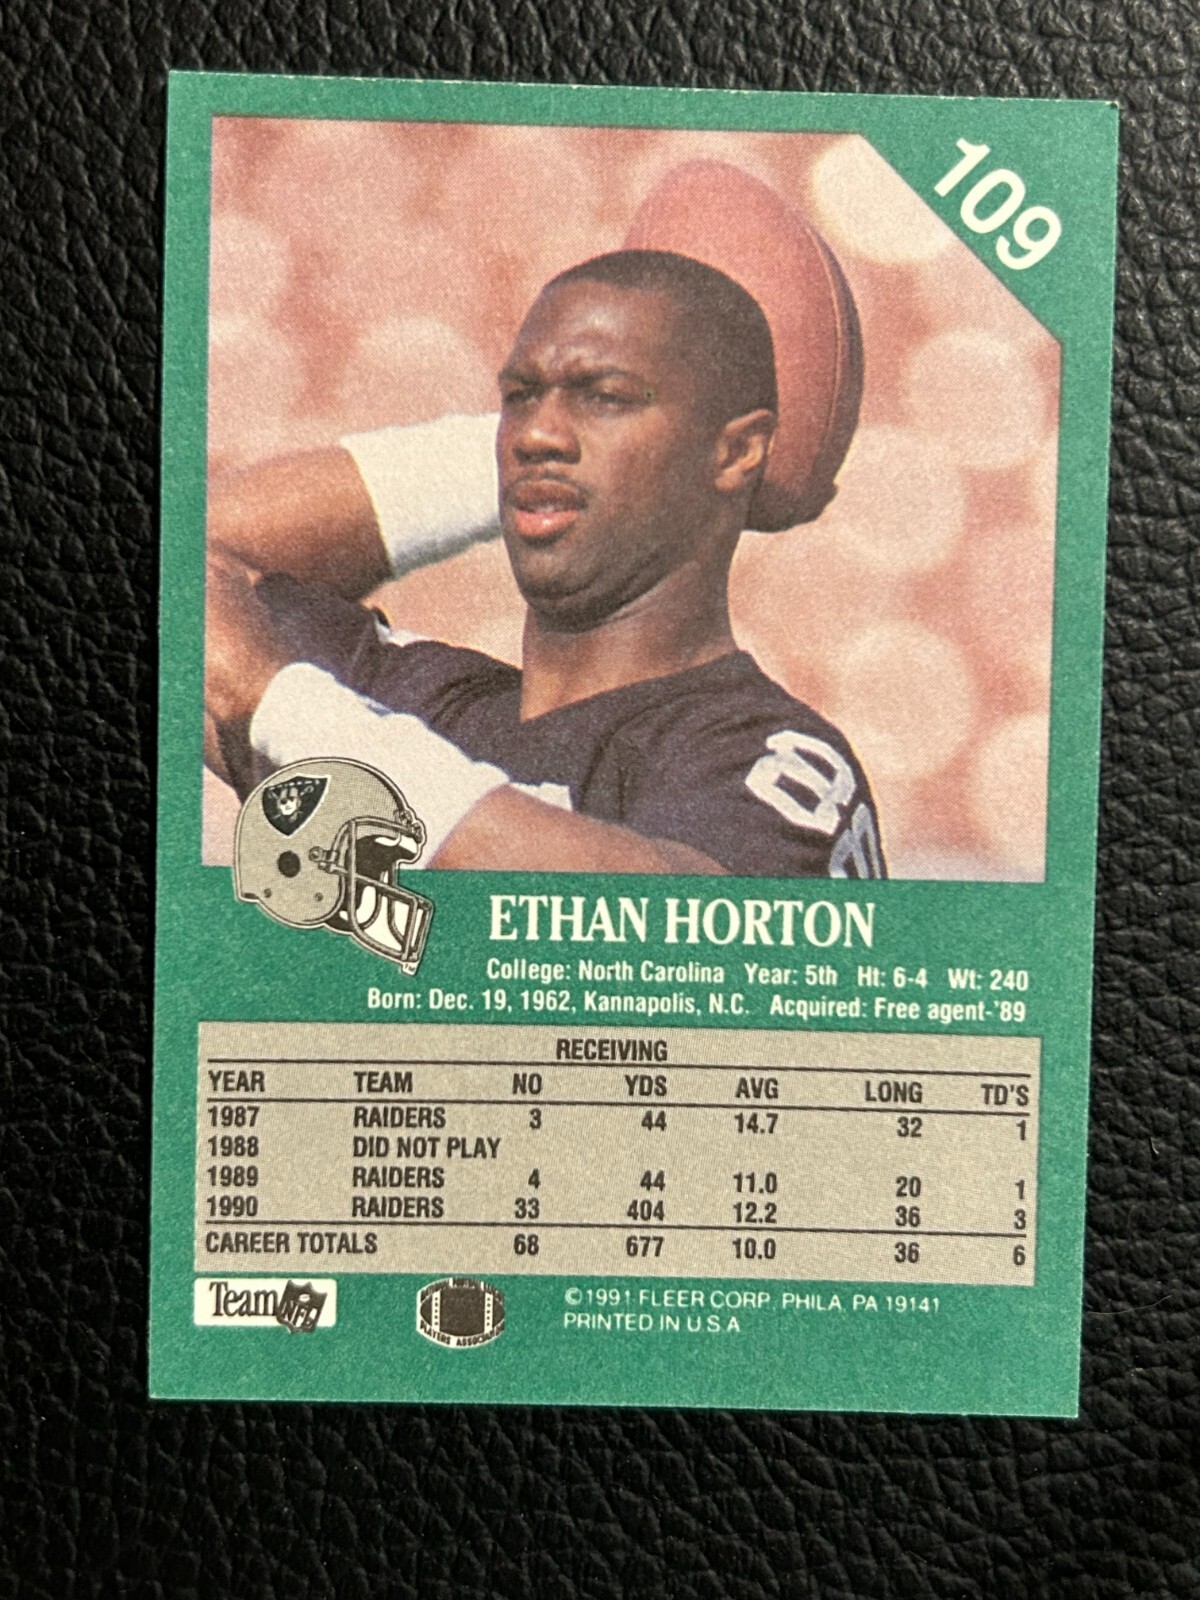 109
8
ETHAN HORTON
College: North Carolina Year: 5th Ht: 6-4 Wt: 240
Born: Dec. 19, 1962, Kannapolis, N.C. Acquired: Free agent-'89
RECEIVING
YEAR TEAM NO YDS AVG LONG TD'S
1987 RAIDERS 3 44 14.7 32 1
1988 DID NOT PLAY
1989 RAIDERS 4 44 11.0 20 1
1990 RAIDERS 33 404 12.2 36 3
CAREER TOTALS 68 677 10.0 36 6
Team NFL
PLAYERS
©1991 FLEER CORP. PHILA. PA 19141
PRINTED IN U.S.A